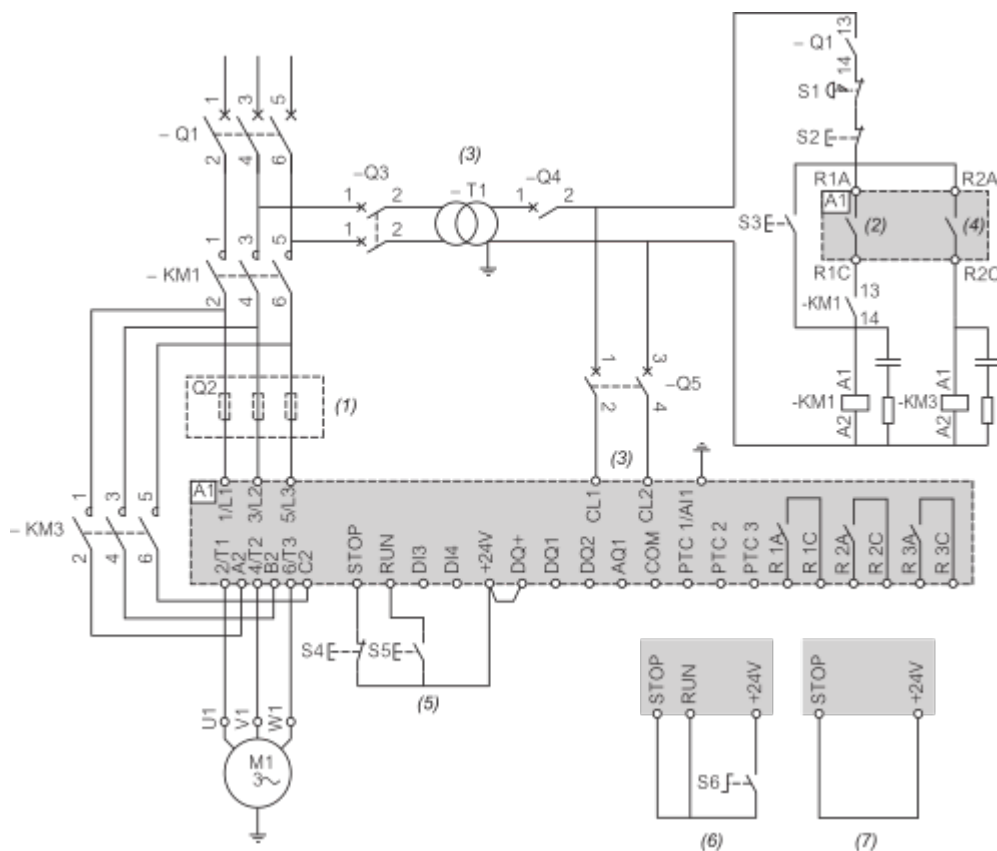 13
– Q1
14
S1
S2
R1A
R2A
A1
(2)
(4)
S3
R1C
R2C
13
-KM1
14
A1
A1
-KM1
-KM3
A2
A2
1
3
5
– Q1
2
4
6
–Q3
1
2
2
1
(3)
– T1
–Q4
1
2
1
3
5
– KM1
2
4
6
Q2
(1)
1
3
–Q5
2
4
(3)
1
3
5
– KM3
2
4
6
A1
1/L1
3/L2
5/L3
CL1
CL2
PTC 1/AI1
2/T1
A2
4/T2
B2
6/T3
C2
STOP
RUN
DI3
DI4
+24V
DQ+
DQ1
DQ2
AQ1
COM
PTC 2
PTC 3
R 1A
R 1C
R 2A
R 2C
R 3A
R 3C
S4
S5
(5)
U1
V1
W1
M1
3
STOP
RUN
+24V
S6
(6)
STOP
+24V
(7)